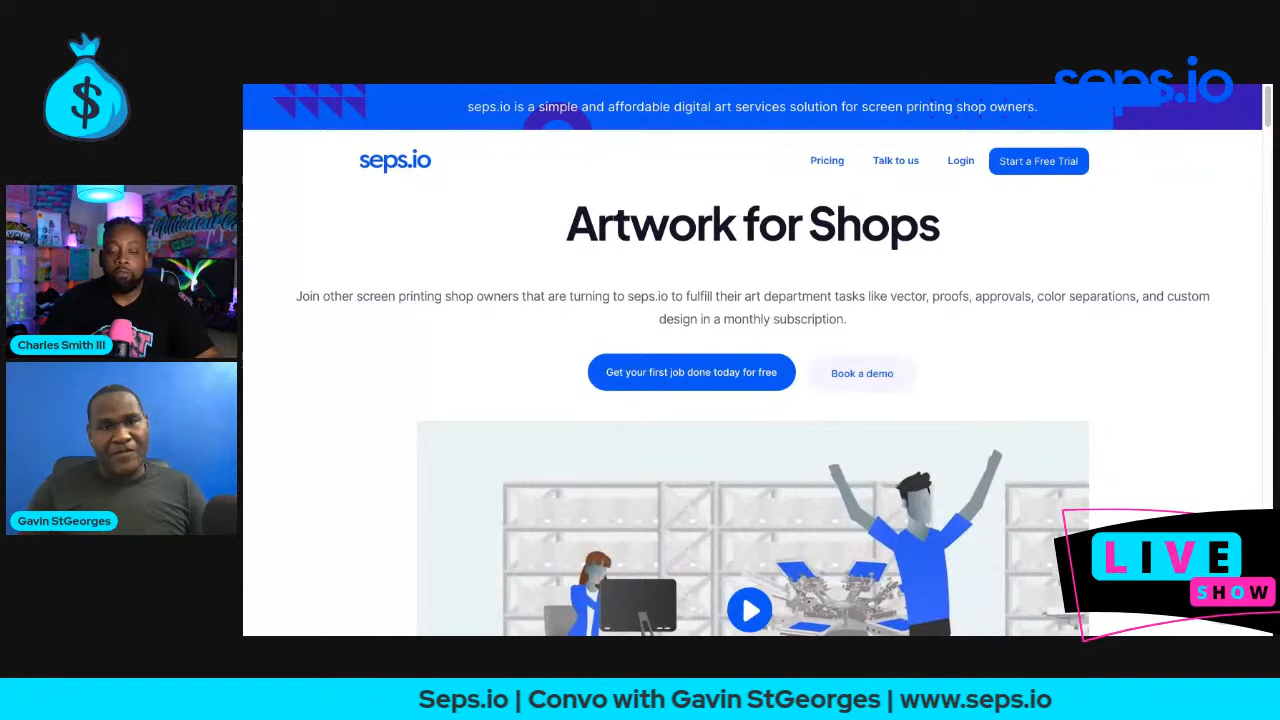 $
seps.io
seps.io is a simple and affordable digital art services solution for screen printing shop owners.
seps.io
Pricing
Talk to us
Login
Start a Free Trial
Artwork for Shops
Join other screen printing shop owners that are turning to seps.io to fulfill their art department tasks like vector, proofs, approvals, color separations, and custom
design in a monthly subscription.
Get your first job done today for free
Book a demo
Charles Smith III
Gavin StGeorges
LIVE
SHOW
Seps.io | Convo with Gavin StGeorges | www.seps.io